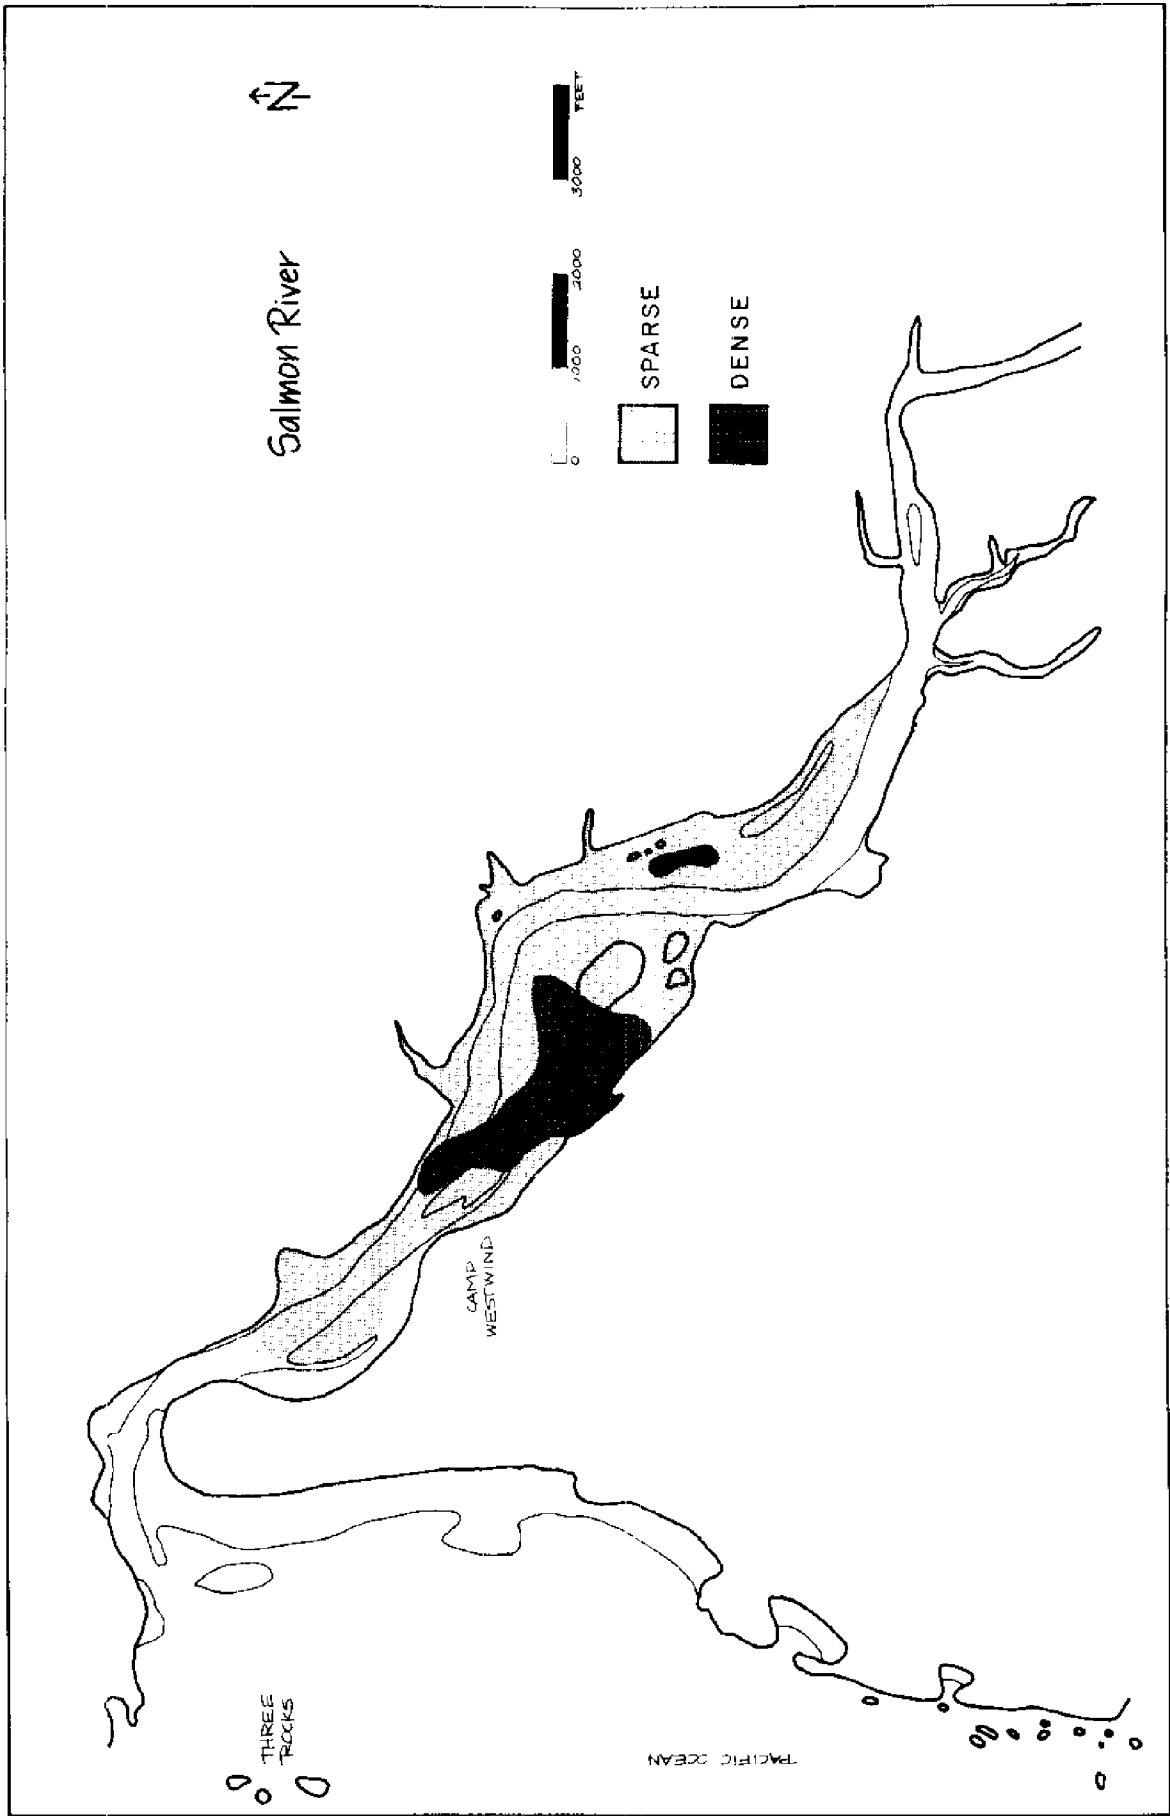 N
Salmon River
0 1000 2000 3000 FEET
SPARSE
DENSE
CAMP
WESTWIND
THREE
ROCKS
PACIFIC OCEAN